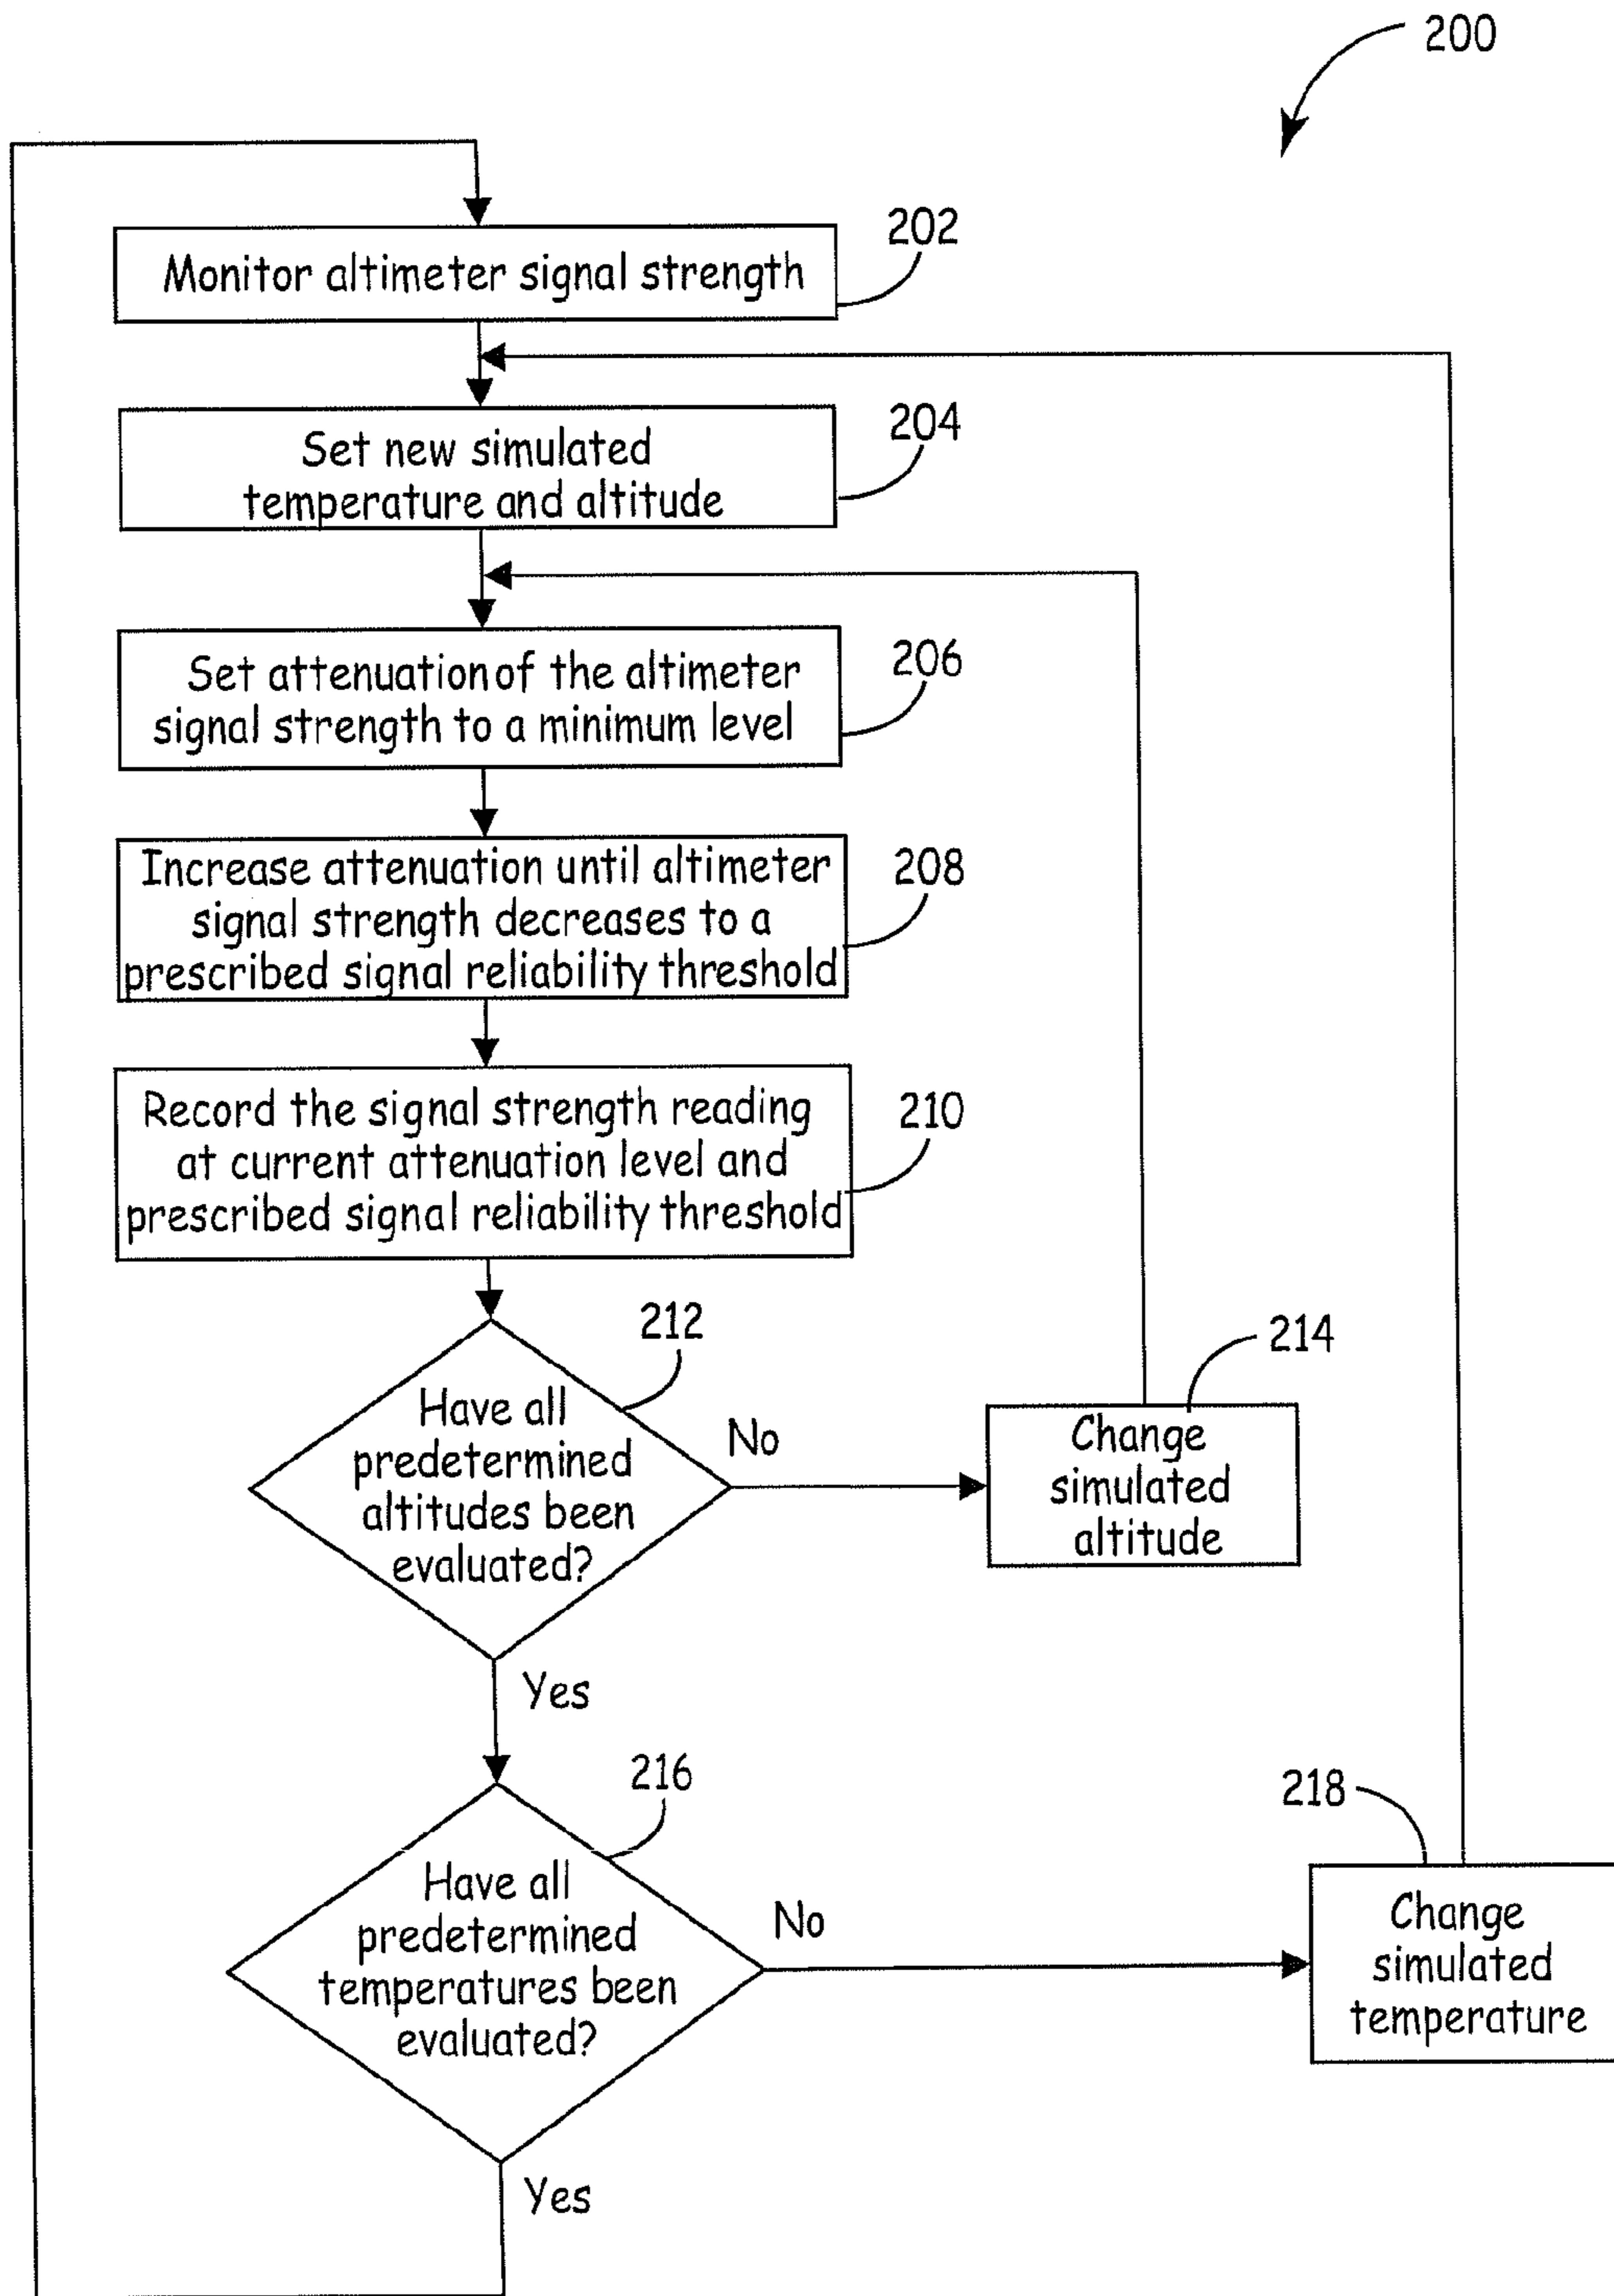 200
202
Monitor altimeter signal strength
204
Set new simulated
temperature and altitude
206
Set attenuation of the altimeter
signal strength to a minimum level
208
Increase attenuation until altimeter
signal strength decreases to a
prescribed signal reliability threshold
210
Record the signal strength reading
at current attenuation level and
prescribed signal reliability threshold
212
Have all
predetermined
altitudes been
evaluated?
No
214
Change
simulated
altitude
Yes
216
Have all
predetermined
temperatures been
evaluated?
No
218
Change
simulated
temperature
Yes